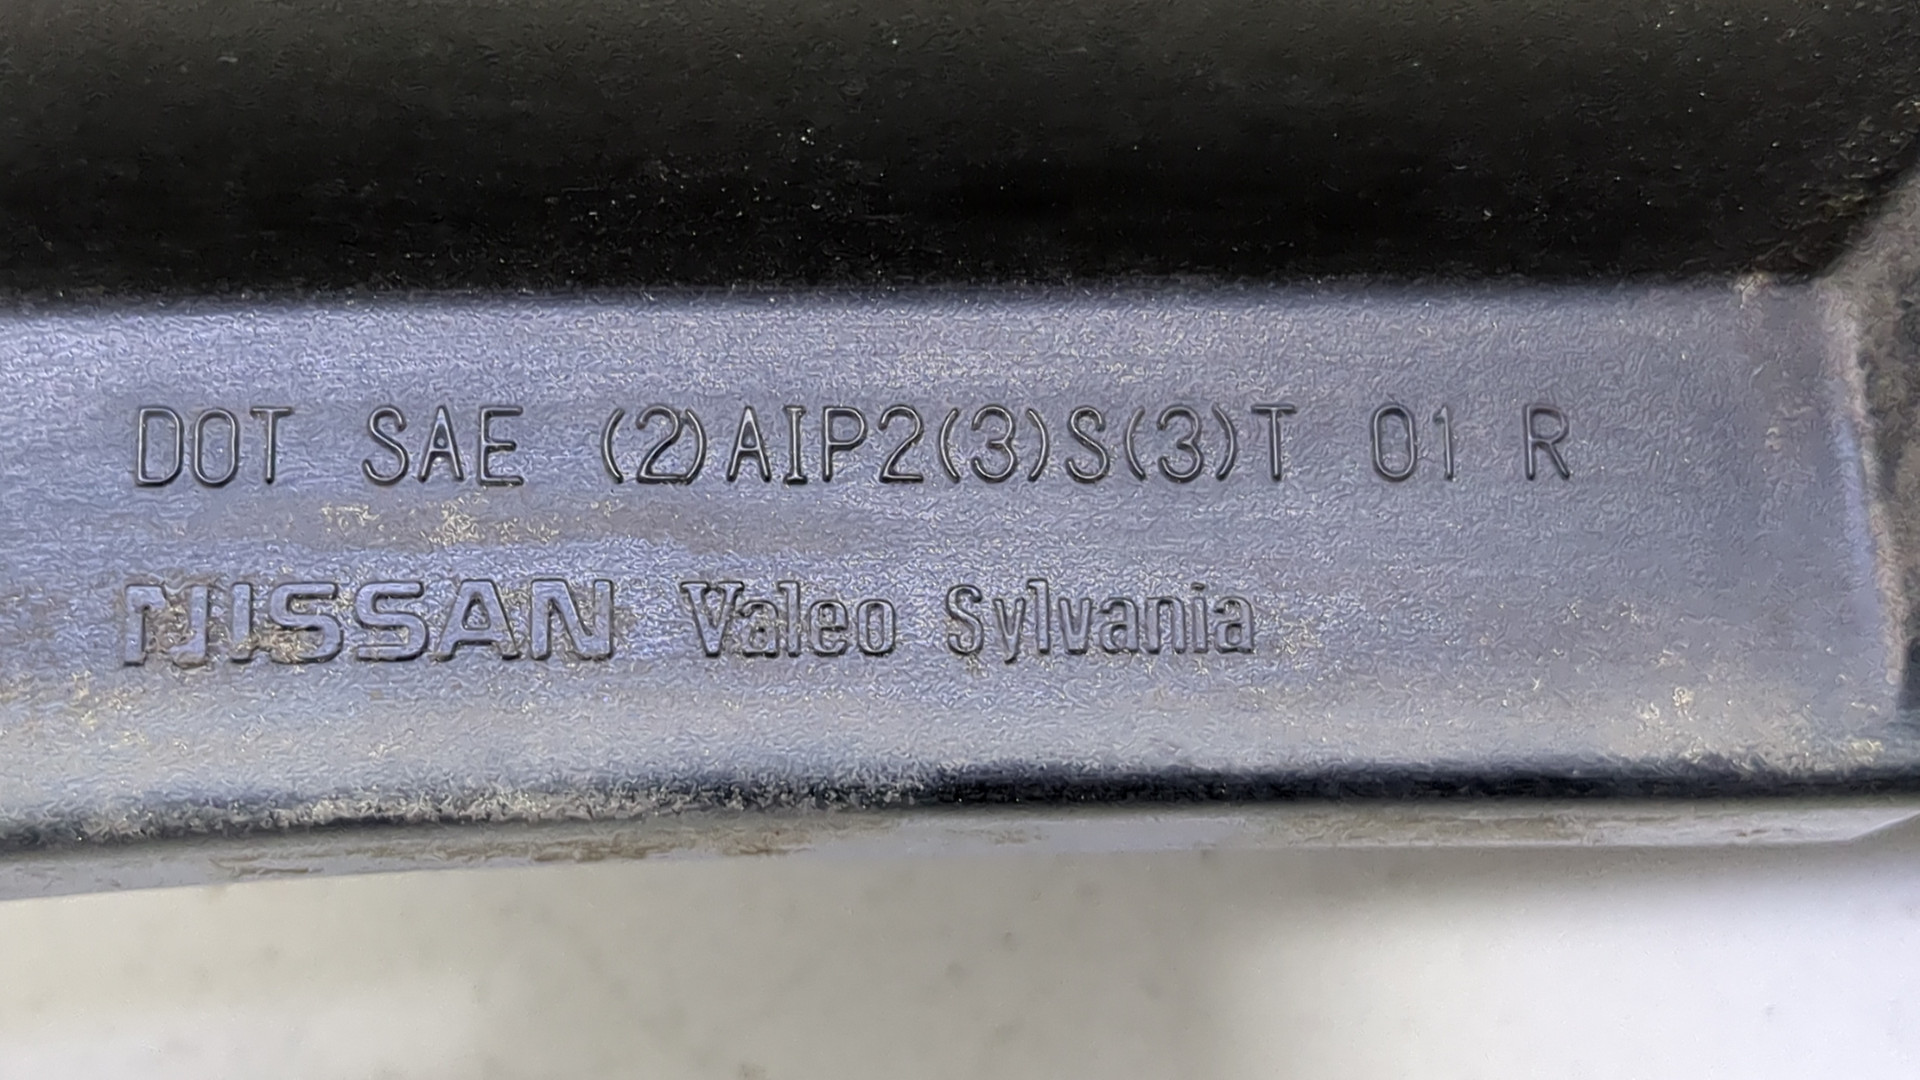 DOT SAE (2)AIP2(3)S(3)T 01 R
NISSAN Valeo Sylvania